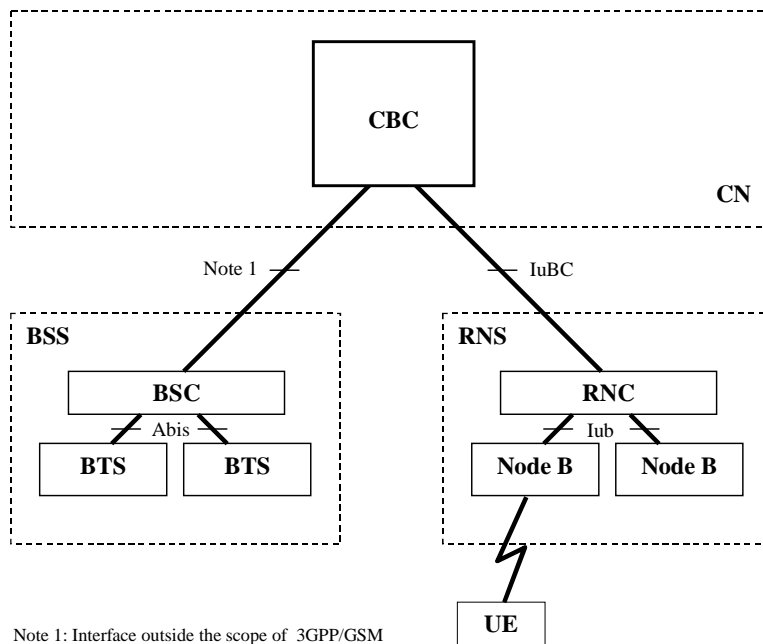 CBC
CN
Note 1
IuBC
BSS
RNS
BSC
RNC
Abis
Iub
BTS
BTS
Node B
Node B
UE
Note 1: Interface outside the scope of 3GPP/GSM